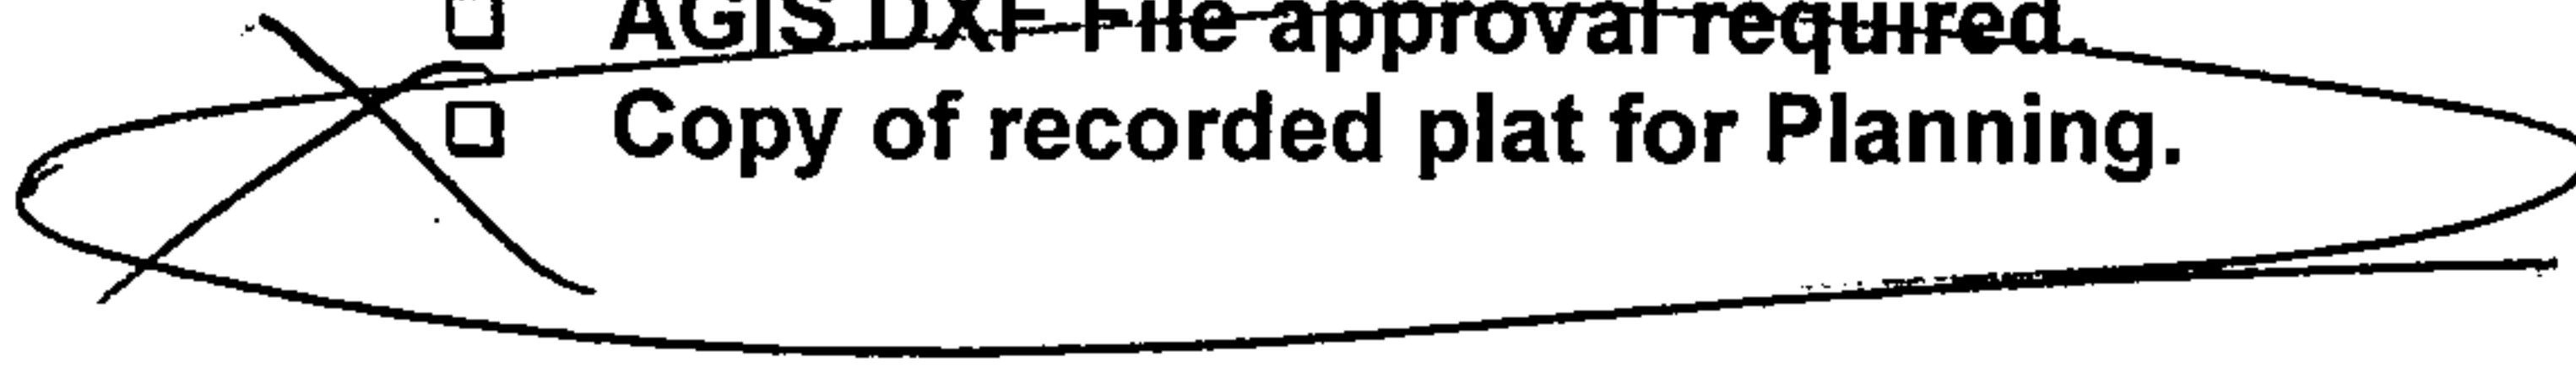 ☐ AGIS DXF File approval required.
☐ Copy of recorded plat for Planning.